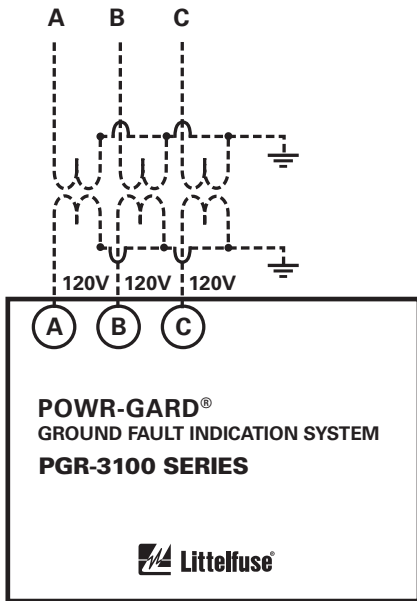 A B C
120V 120V 120V
A B C
POWR-GARD®
GROUND FAULT INDICATION SYSTEM
PGR-3100 SERIES
Littelfuse®